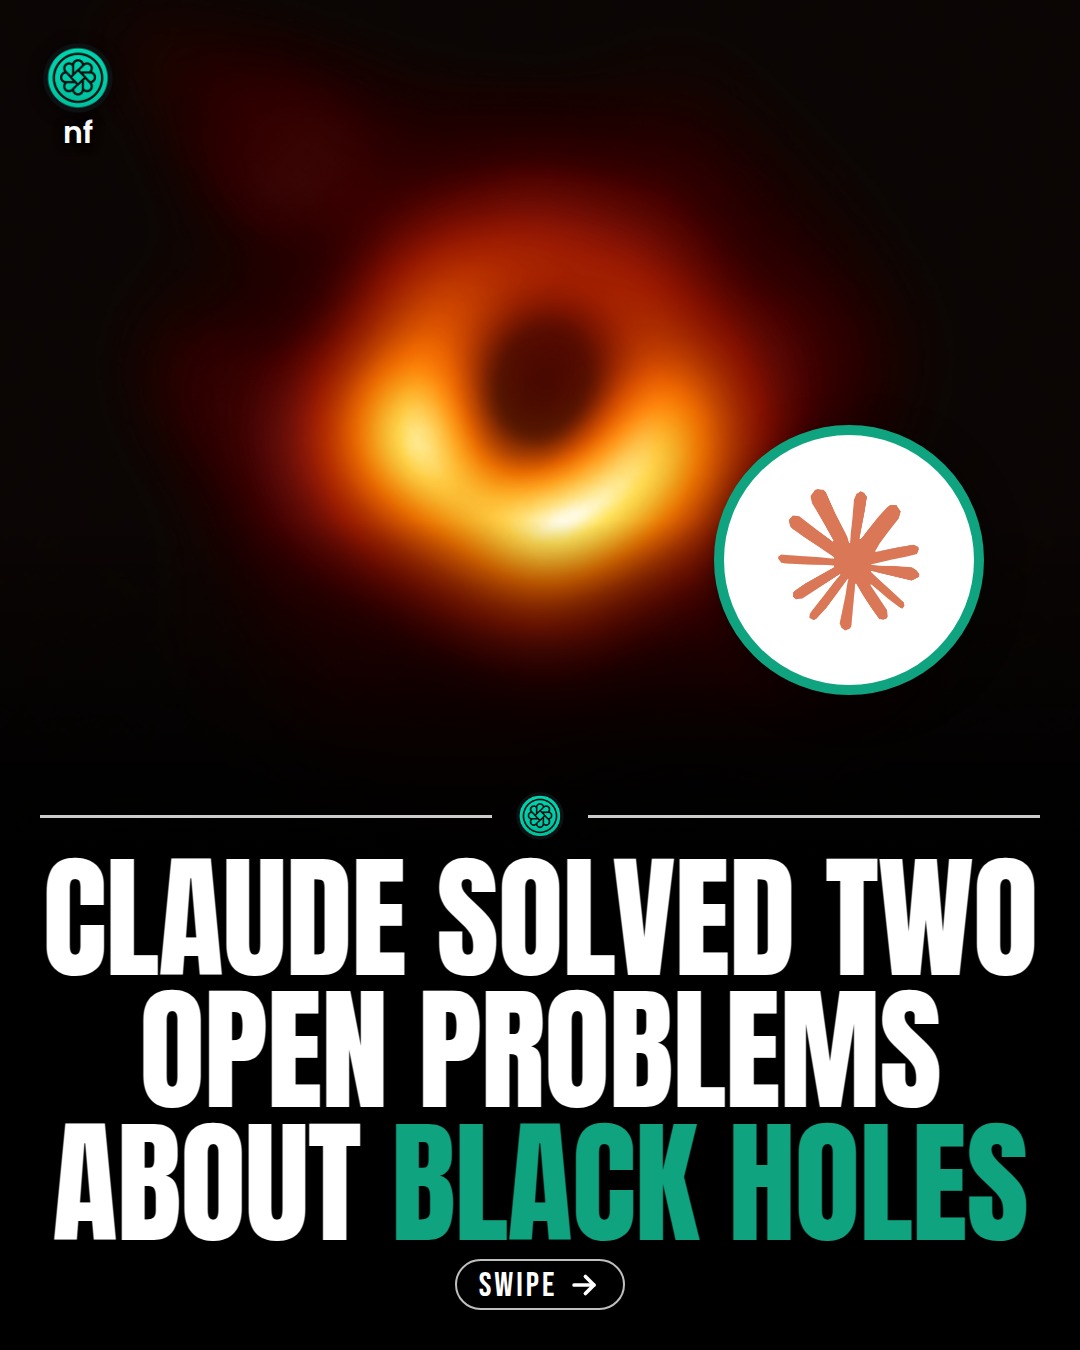 nf
CLAUDE SOLVED TWO
OPEN PROBLEMS
ABOUT BLACK HOLES
SWIPE →